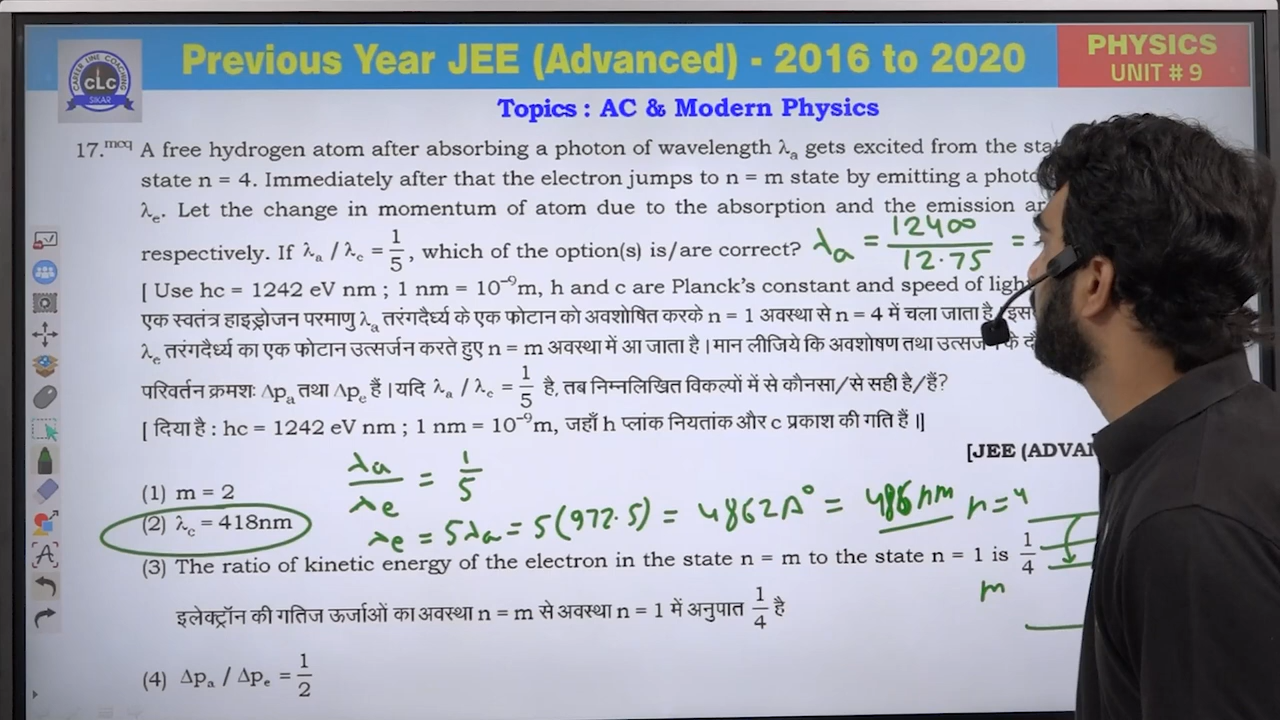 CAREER LINE COACHING
CLC
SIKAR
Previous Year JEE (Advanced) - 2016 to 2020
PHYSICS
UNIT # 9
Topics : AC & Modern Physics
17.mcq A free hydrogen atom after absorbing a photon of wavelength λa gets excited from the
state n = 4. Immediately after that the electron jumps to n = m state by emitting a
λe. Let the change in momentum of atom due to the absorption and the emission
respectively. If λa / λc = 1/5, which of the option(s) is/are correct?
λa = 12400/12.75 =
[ Use hc = 1242 eV nm ; 1 nm = 10⁻⁹m, h and c are Planck's constant and speed of
एक स्वतंत्र हाइड्रोजन परमाणु λa तरंगदैर्ध्य के एक फोटान को अवशोषित करके n = 1 अवस्था से n = 4 में चला जाता है
λe तरंगदैर्ध्य का एक फोटान उत्सर्जन करते हुए n = m अवस्था में आ जाता है। मान लीजिये कि अवशोषण तथा
परिवर्तन क्रमशः Δpa तथा Δpe हैं। यदि λa / λc = 1/5 है, तब निम्नलिखित विकल्पों में से कौनसा/से सही है/हैं?
[ दिया है : hc = 1242 eV nm ; 1 nm = 10⁻⁹m, जहाँ h प्लांक नियतांक और c प्रकाश की गति हैं।]
[JEE
λa/λe = 1/5
(1) m = 2
(2) λc = 418nm
λe = 5λa = 5(972.5) = 4862A° = 486nm
n=4
(3) The ratio of kinetic energy of the electron in the state n = m to the state n = 1 is 1/4
m
इलेक्ट्रॉन की गतिज ऊर्जाओं का अवस्था n = m से अवस्था n = 1 में अनुपात 1/4 है
(4) Δpa / Δpe = 1/2